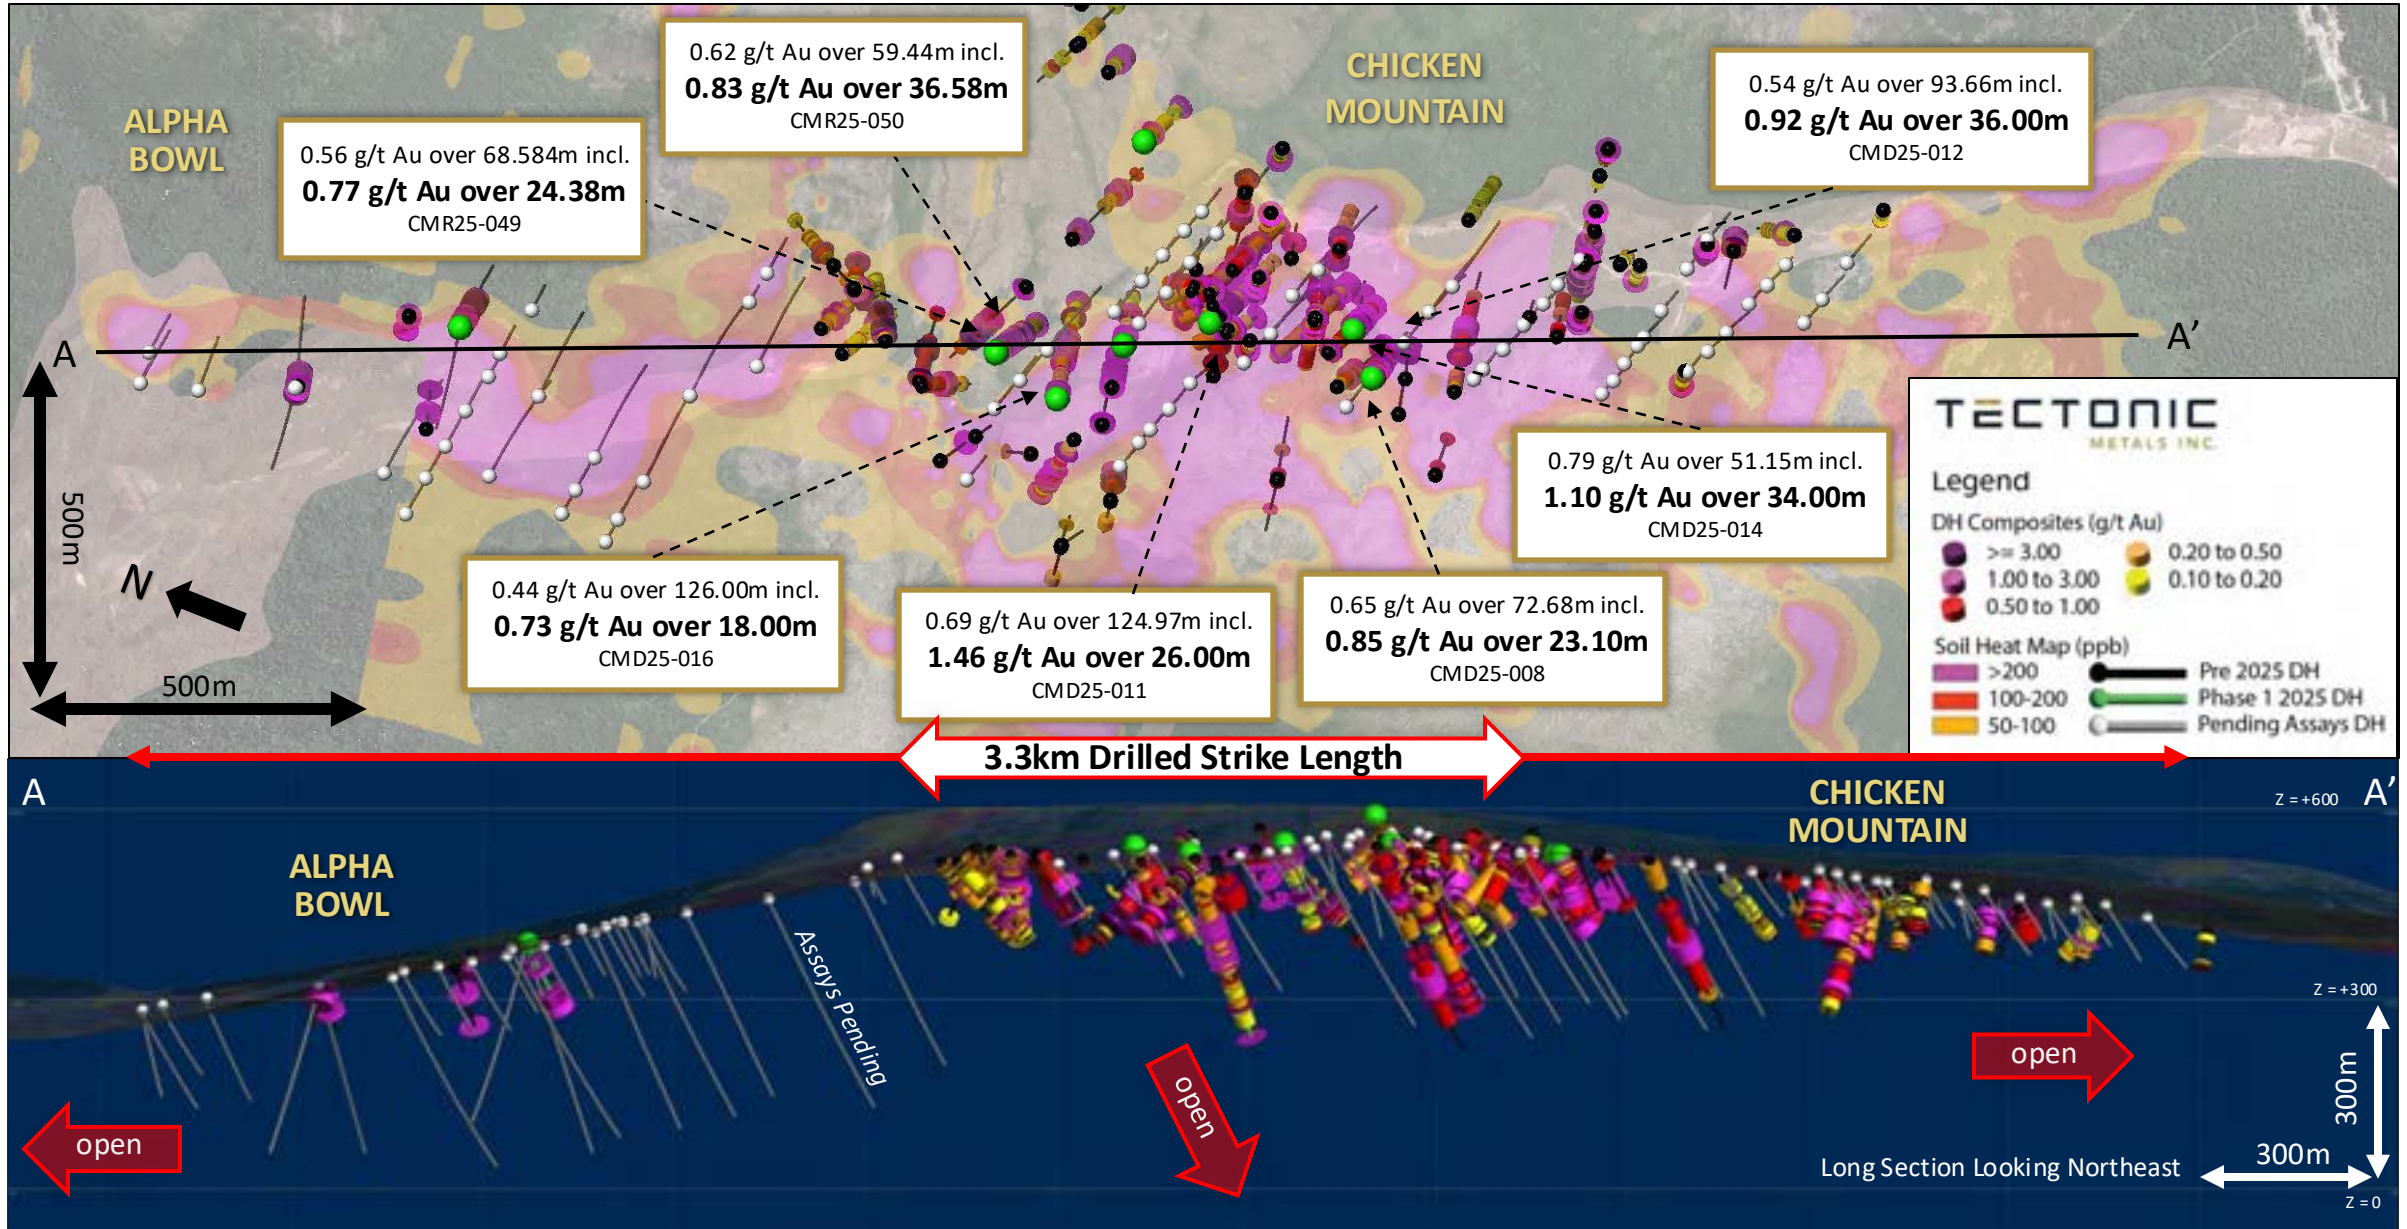 ALPHA
BOWL
0.62 g/t Au over 59.44m incl.
0.83 g/t Au over 36.58m
CMR25-050
CHICKEN
MOUNTAIN
0.54 g/t Au over 93.66m incl.
0.92 g/t Au over 36.00m
CMD25-012
0.56 g/t Au over 68.584m incl.
0.77 g/t Au over 24.38m
CMR25-049
A
A’
500m
500m
N
0.44 g/t Au over 126.00m incl.
0.73 g/t Au over 18.00m
CMD25-016
0.69 g/t Au over 124.97m incl.
1.46 g/t Au over 26.00m
CMD25-011
0.65 g/t Au over 72.68m incl.
0.85 g/t Au over 23.10m
CMD25-008
0.79 g/t Au over 51.15m incl.
1.10 g/t Au over 34.00m
CMD25-014
TECTONIC
METALS INC.
Legend
DH Composites (g/t Au)
>= 3.00
1.00 to 3.00
0.50 to 1.00
0.20 to 0.50
0.10 to 0.20
Soil Heat Map (ppb)
>200
100-200
50-100
Pre 2025 DH
Phase 1 2025 DH
Pending Assays DH
3.3km Drilled Strike Length
A
A’
Z = +600
CHICKEN
MOUNTAIN
ALPHA
BOWL
Assays Pending
Z = +300
open
open
open
300m
300m
Long Section Looking Northeast
Z = 0